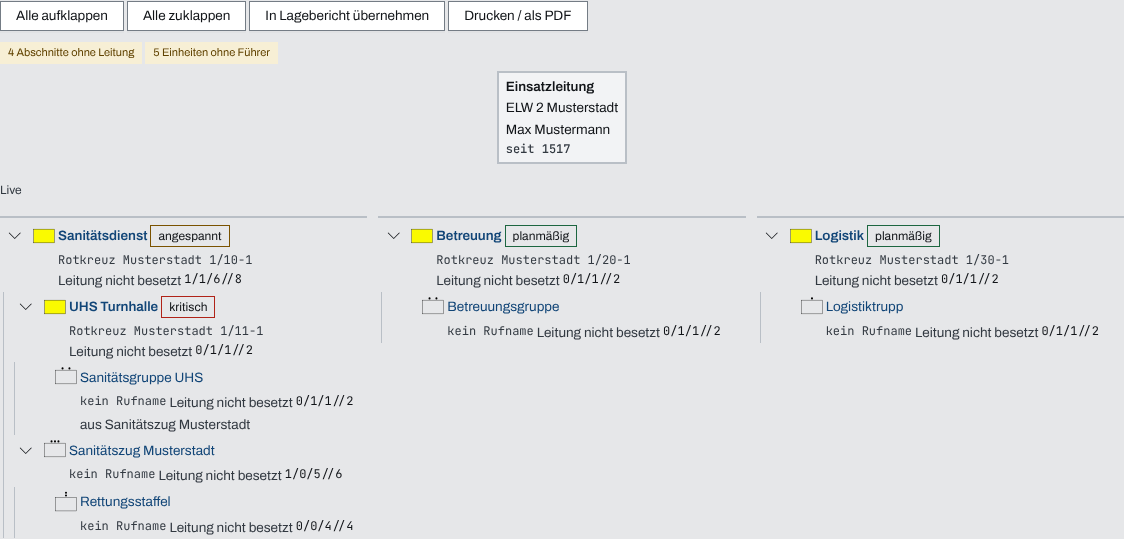 Alle aufklappen
Alle zuklappen
In Lagebericht übernehmen
Drucken / als PDF
4 Abschnitte ohne Leitung
5 Einheiten ohne Führer
Einsatzleitung
ELW 2 Musterstadt
Max Mustermann
seit 1517
Live
Sanitätsdienst angespannt
Rotkreuz Musterstadt 1/10-1
Leitung nicht besetzt 1/1/6//8
UHS Turnhalle kritisch
Rotkreuz Musterstadt 1/11-1
Leitung nicht besetzt 0/1/1//2
Sanitätsgruppe UHS
kein Rufname Leitung nicht besetzt 0/1/1//2
aus Sanitätszug Musterstadt
Sanitätszug Musterstadt
kein Rufname Leitung nicht besetzt 1/0/5//6
Rettungsstaffel
kein Rufname Leitung nicht besetzt 0/0/4//4
Betreuung planmäßig
Rotkreuz Musterstadt 1/20-1
Leitung nicht besetzt 0/1/1//2
Betreuungsgruppe
kein Rufname Leitung nicht besetzt 0/1/1//2
Logistik planmäßig
Rotkreuz Musterstadt 1/30-1
Leitung nicht besetzt 0/1/1//2
Logistiktrupp
kein Rufname Leitung nicht besetzt 0/1/1//2